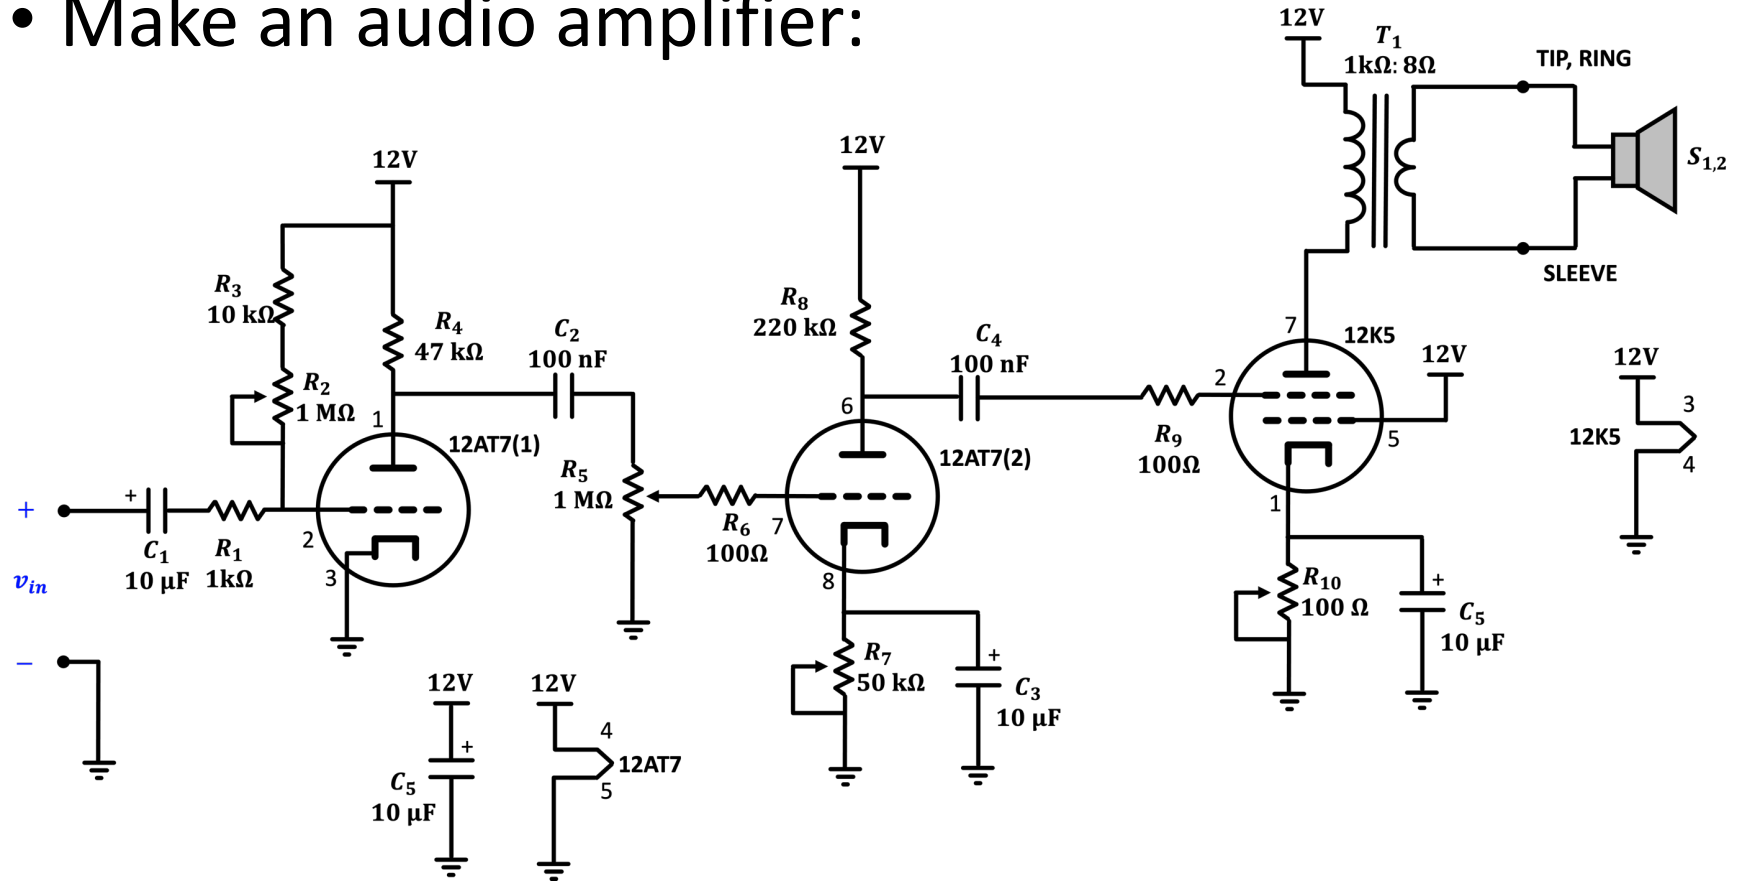 • Make an audio amplifier:
12V
T₁
1kΩ: 8Ω
TIP, RING
S₁,₂
SLEEVE
12V
R₃
10 kΩ
R₄
47 kΩ
R₂
1 MΩ
1
12AT7(1)
C₂
100 nF
+
+
C₁
10 μF
R₁
1kΩ
2
3
v_in
−
R₅
1 MΩ
12V
R₈
220 kΩ
6
12AT7(2)
C₄
100 nF
R₆
100Ω
7
8
R₇
50 kΩ
+
C₃
10 μF
R₉
100Ω
2
7
12K5
12V
5
1
R₁₀
100 Ω
+
C₅
10 μF
12V
3
12K5
4
12V
+
C₅
10 μF
12V
4
12AT7
5